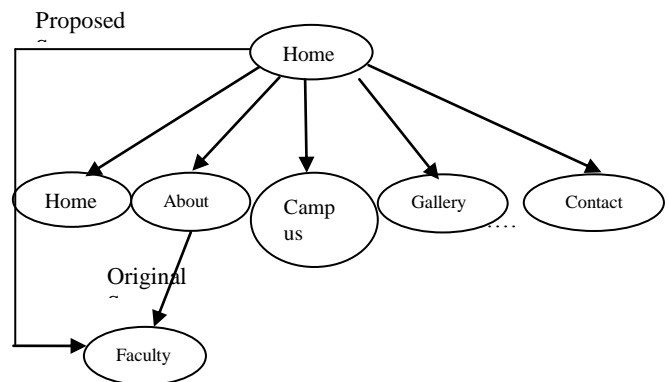 Proposed
Home
Home
About
Camp
us
Gallery
....
Contact
Original
Faculty